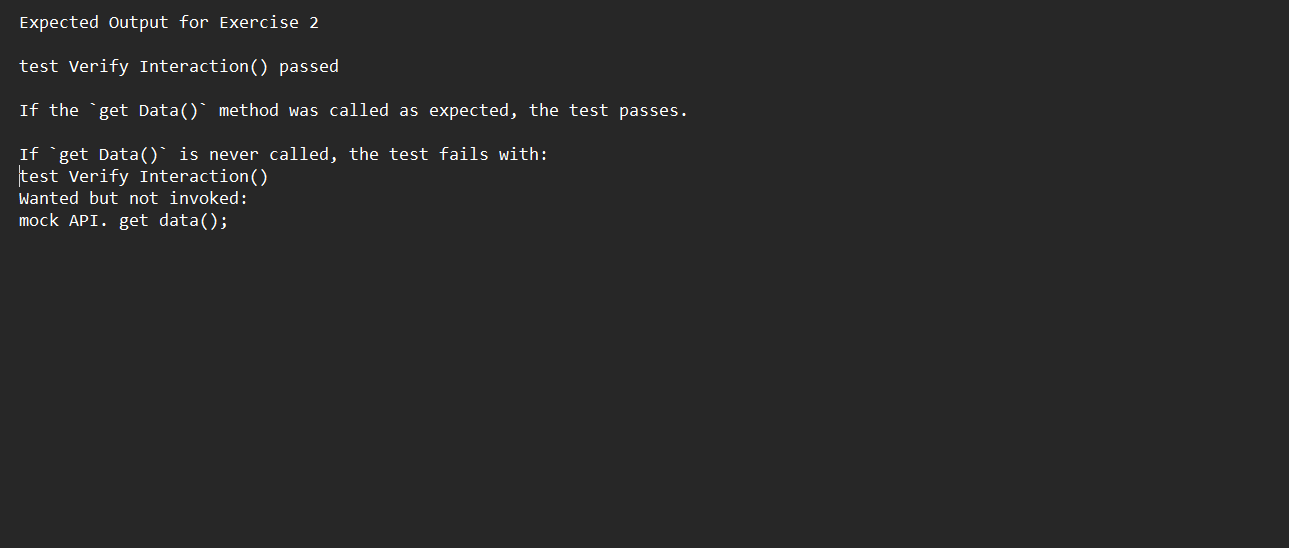 Expected Output for Exercise 2
test Verify Interaction() passed
If the `get Data()` method was called as expected, the test passes.
If `get Data()` is never called, the test fails with:
test Verify Interaction()
Wanted but not invoked:
mock API. get data();